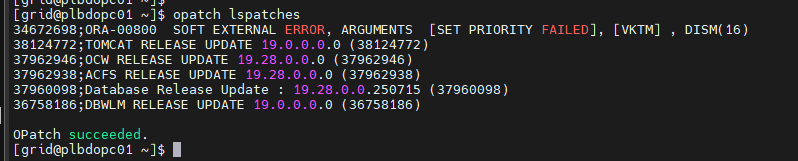 [grid@plbdopc01 ~]$
[grid@plbdopc01 ~]$ opatch lspatches
34672698;ORA-00800  SOFT EXTERNAL ERROR, ARGUMENTS  [SET PRIORITY FAILED], [VKTM] , DISM(16)
38124772;TOMCAT RELEASE UPDATE 19.0.0.0.0 (38124772)
37962946;OCW RELEASE UPDATE 19.28.0.0.0 (37962946)
37962938;ACFS RELEASE UPDATE 19.28.0.0.0 (37962938)
37960098;Database Release Update : 19.28.0.0.250715 (37960098)
36758186;DBWLM RELEASE UPDATE 19.0.0.0.0 (36758186)
OPatch succeeded.
[grid@plbdopc01 ~]$